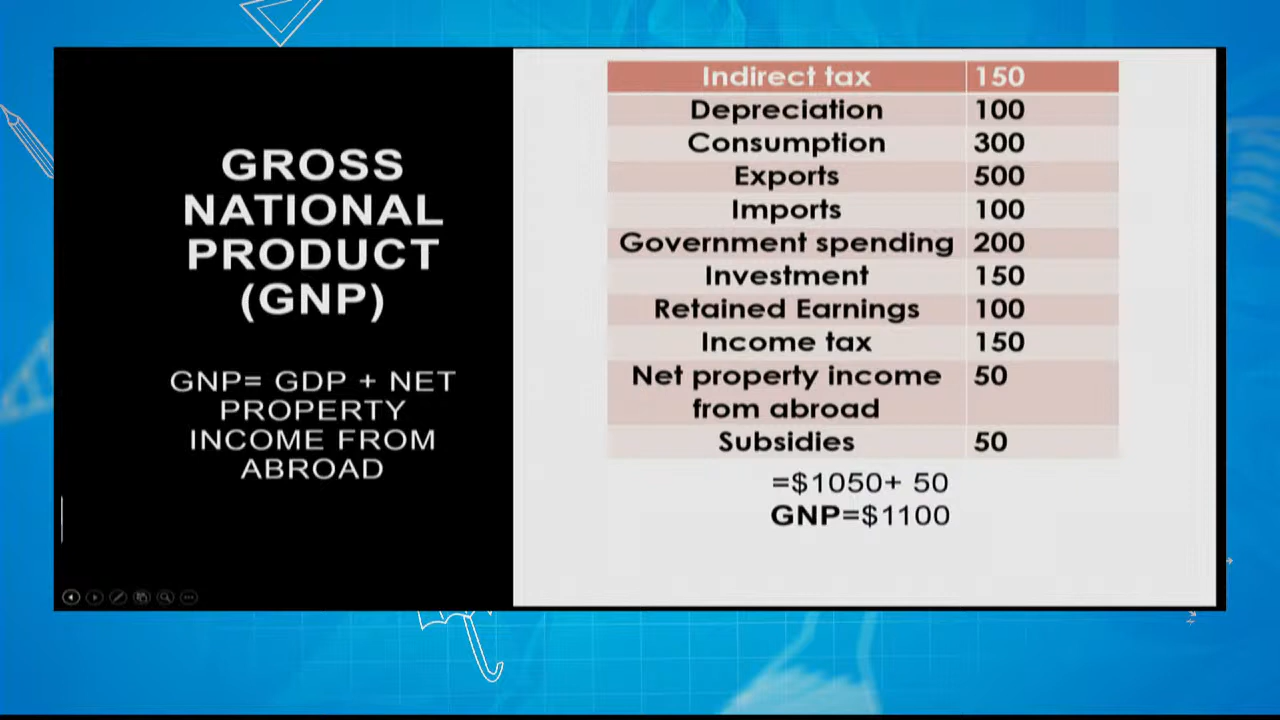 GROSS
NATIONAL
PRODUCT
(GNP)
GNP= GDP + NET
PROPERTY
INCOME FROM
ABROAD
Indirect tax 150
Depreciation 100
Consumption 300
Exports 500
Imports 100
Government spending 200
Investment 150
Retained Earnings 100
Income tax 150
Net property income 50
from abroad
Subsidies 50
=$1050+ 50
GNP=$1100